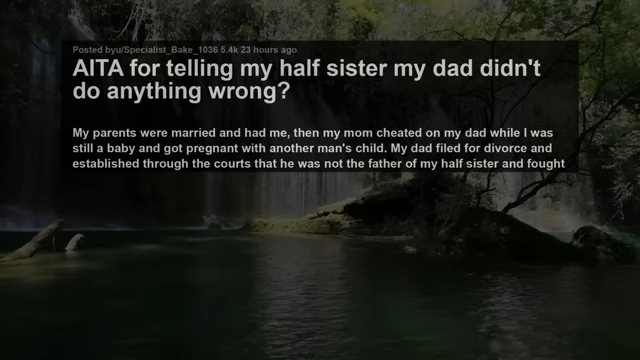 Posted byu/Specialist_Bake_1036 5.4k 23 hours ago
AITA for telling my half sister my dad didn't
do anything wrong?
My parents were married and had me, then my mom cheated on my dad while I was
still a baby and got pregnant with another man's child. My dad filed for divorce and
established through the courts that he was not the father of my half sister and fought